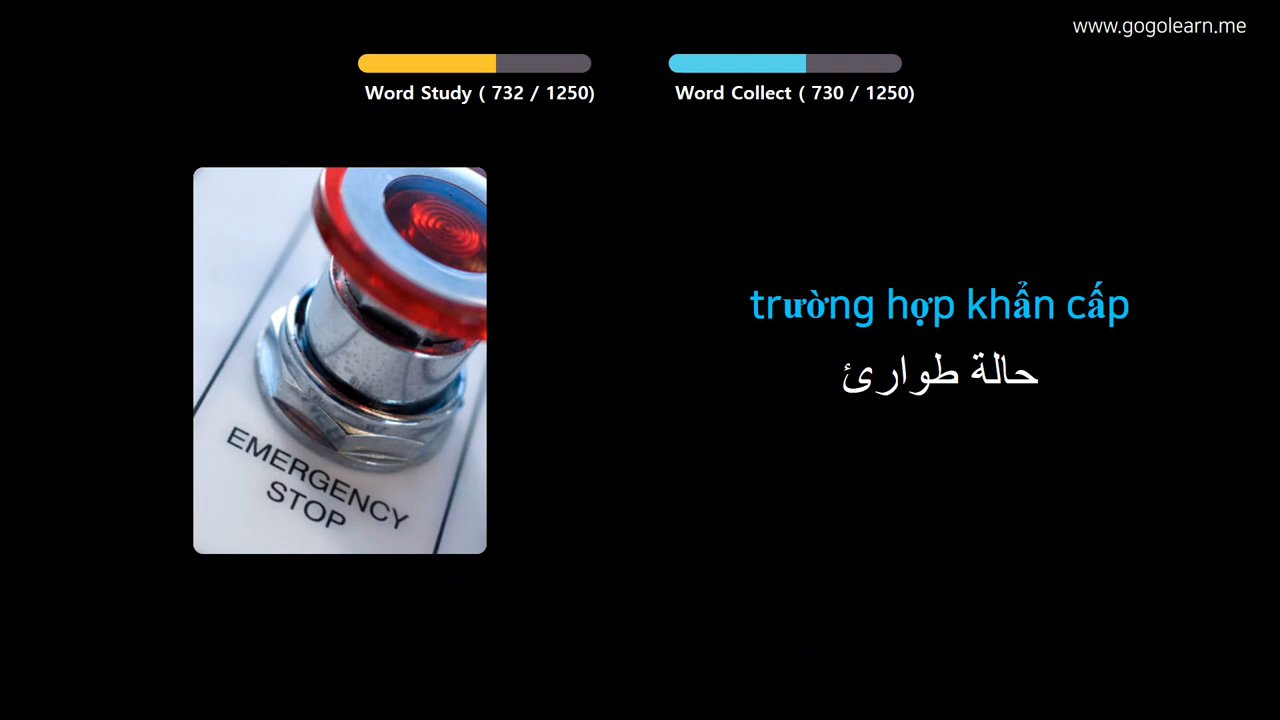 www.gogolearn.me
Word Study ( 732 / 1250)
Word Collect ( 730 / 1250)
trường hợp khẩn cấp
حالة طوارئ
EMERGENCY
STOP